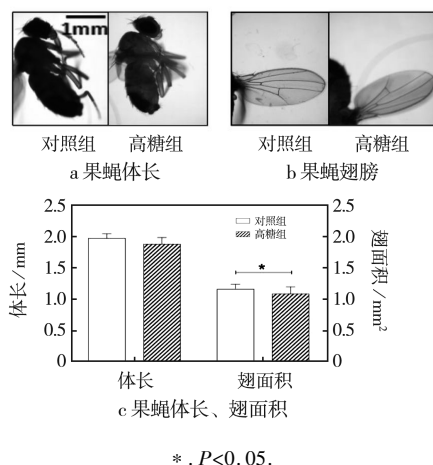 1mm
对照组 高糖组 对照组 高糖组
a 果蝇体长 b 果蝇翅膀
2.5 2.5
对照组
高糖组
2.0 2.0
1.5 1.5
*
1.0 1.0
0.5 0.5
0 0
体长/mm
翅面积/mm²
体长 翅面积
c 果蝇体长、翅面积
*.P<0.05.